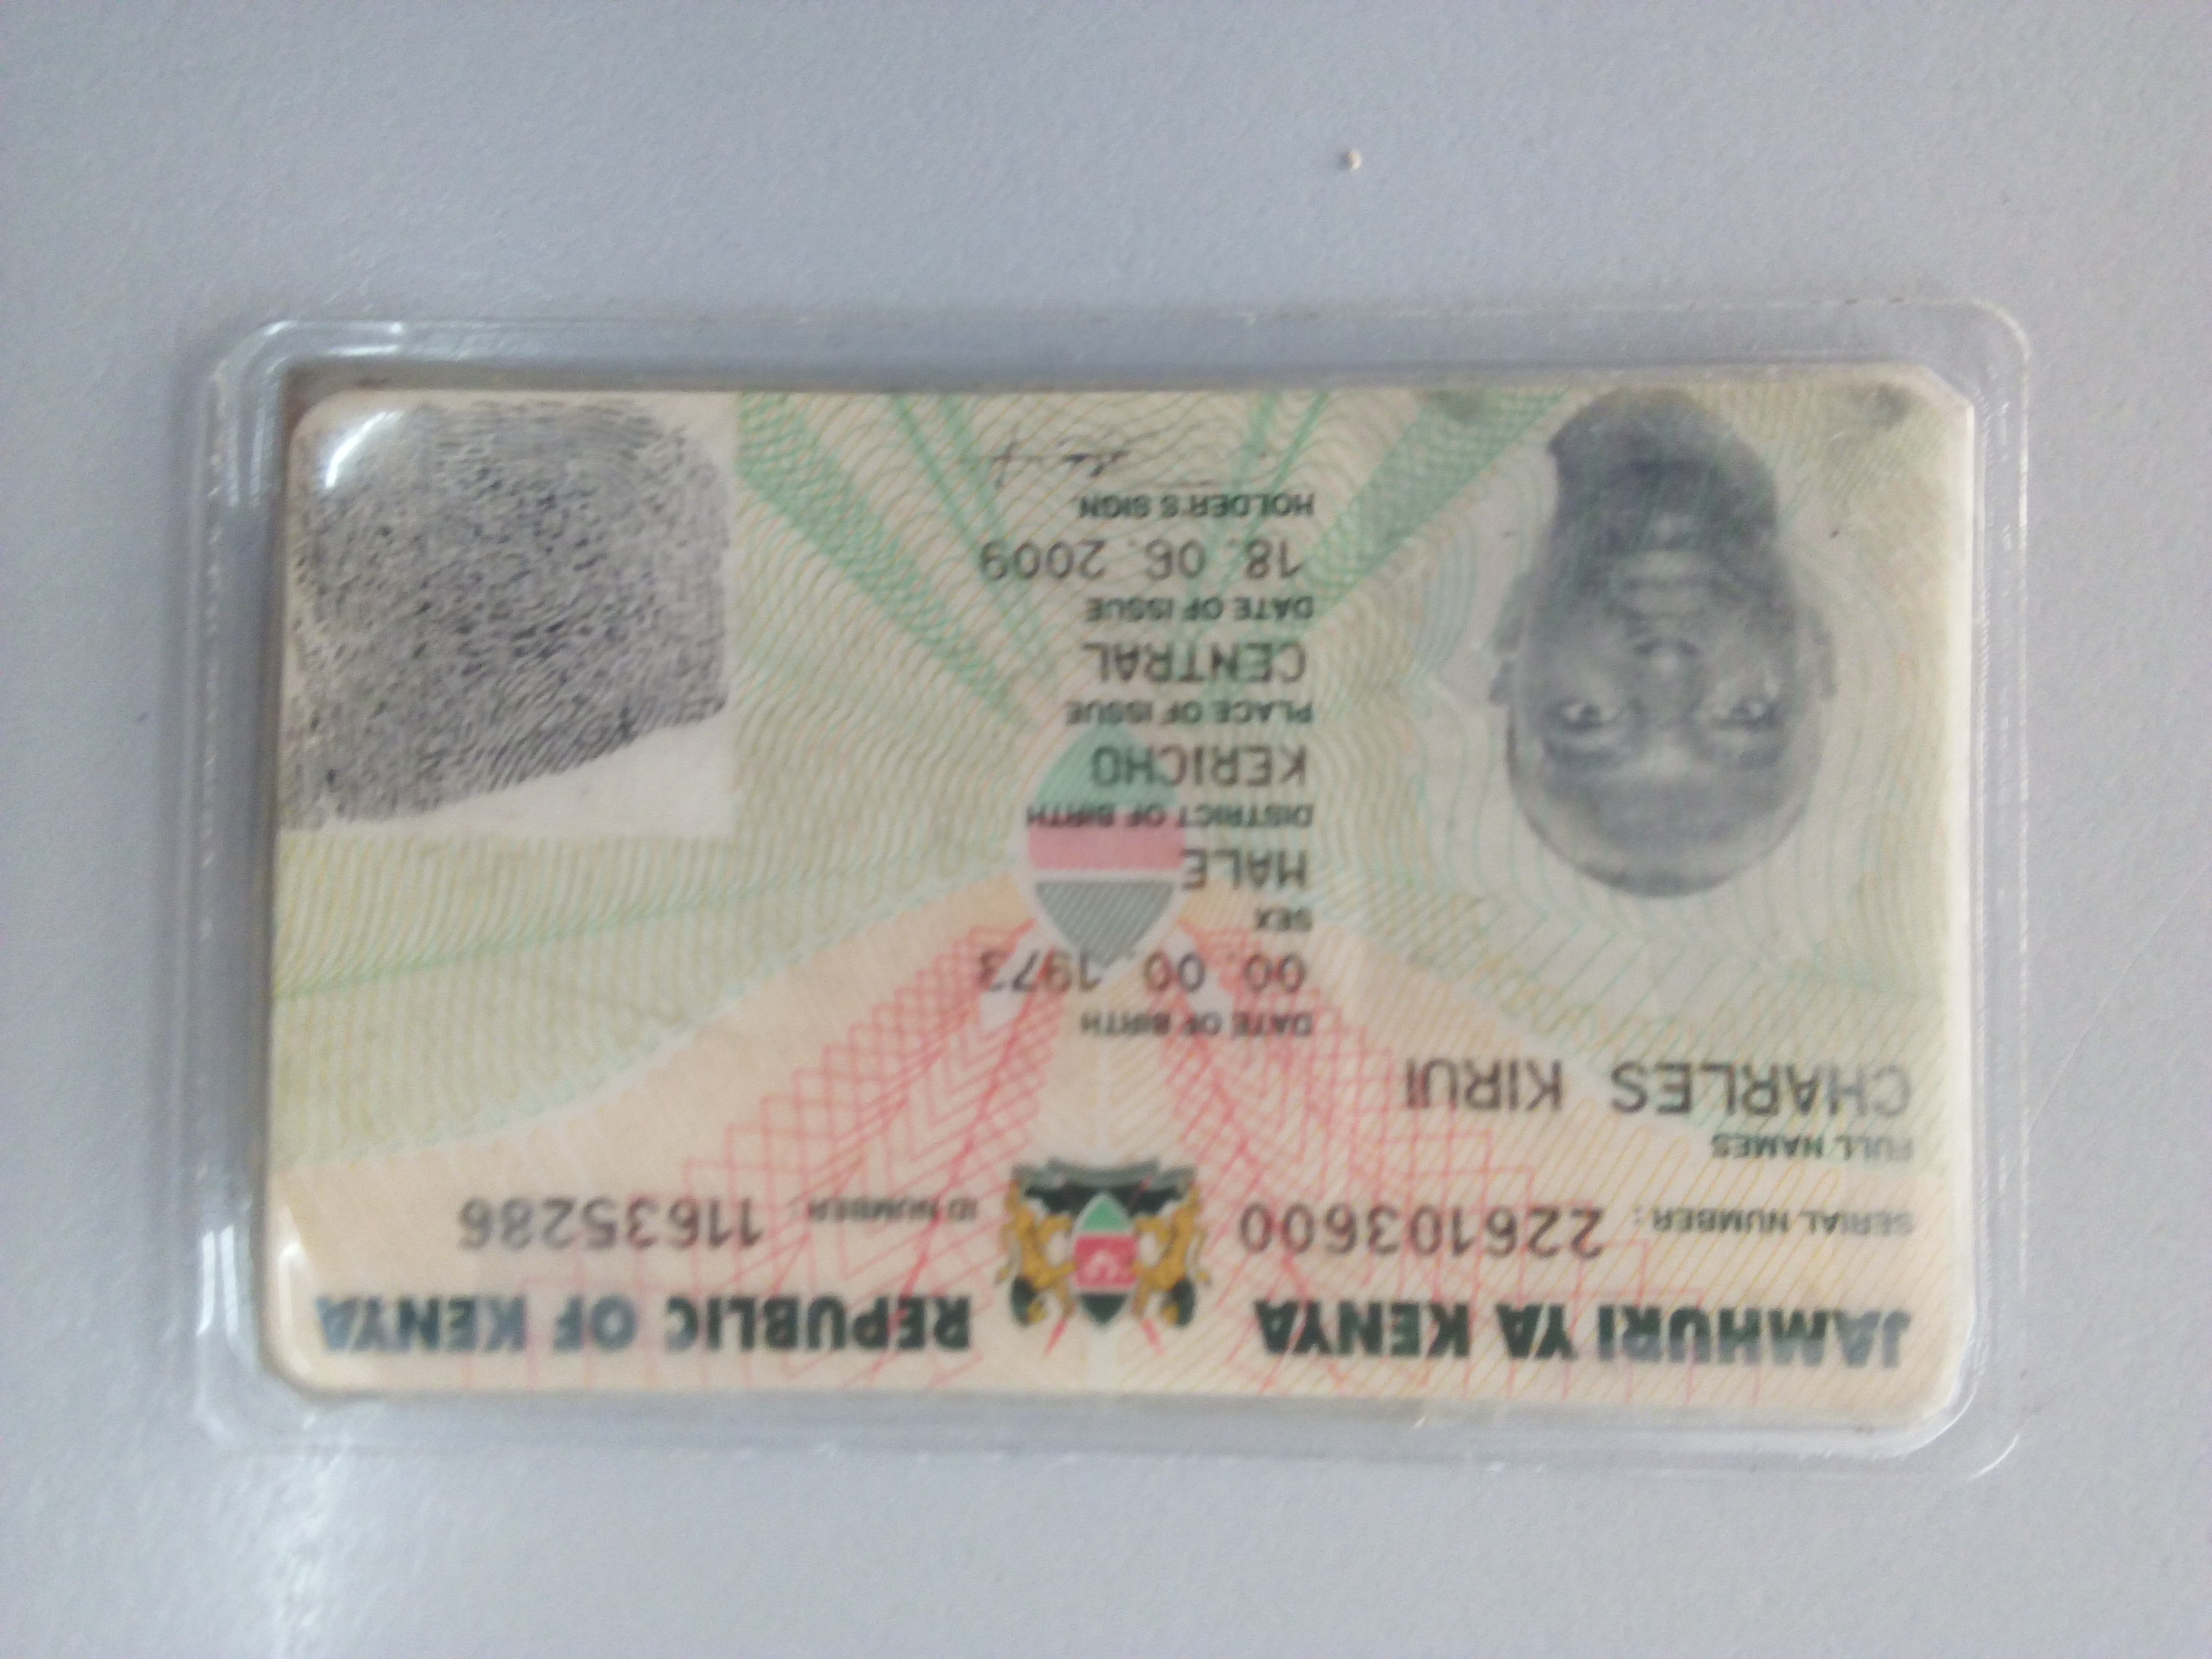 JAMHURI YA KENYA REPUBLIC OF KENYA
SERIAL NUMBER: 226103600 ID NUMBER: 11635286
FULL NAMES
CHARLES KIRUI
DATE OF BIRTH
00. 00. 1973
SEX
MALE
DISTRICT OF BIRTH
KERICHO
PLACE OF ISSUE
CENTRAL
DATE OF ISSUE
18. 06. 2009
HOLDER'S SIGN.